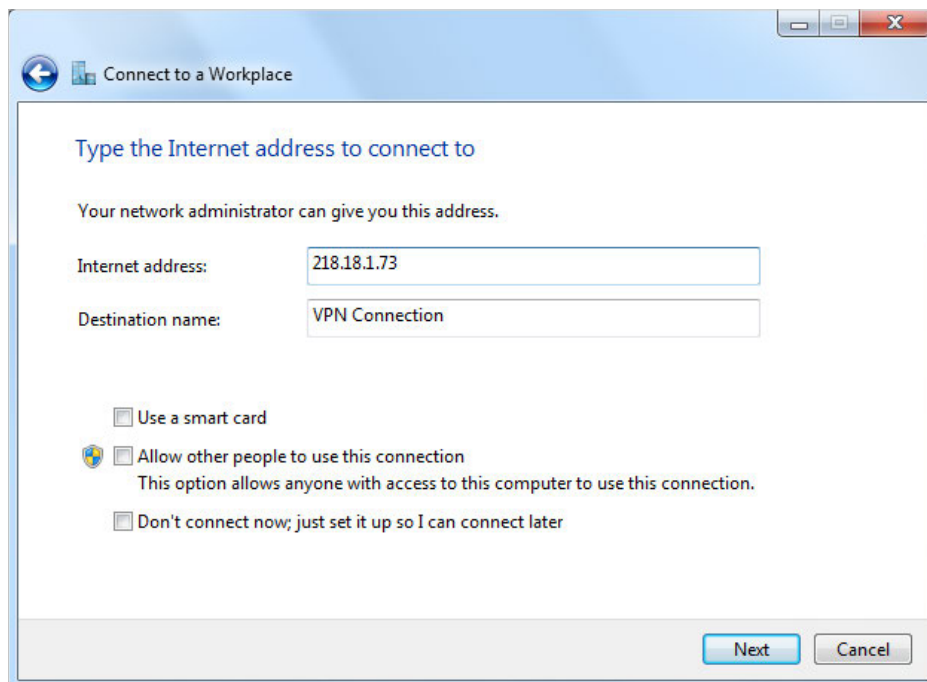 Connect to a Workplace
Type the Internet address to connect to
Your network administrator can give you this address.
Internet address: 218.18.1.73
Destination name: VPN Connection
Use a smart card
Allow other people to use this connection
This option allows anyone with access to this computer to use this connection.
Don't connect now; just set it up so I can connect later
Next Cancel